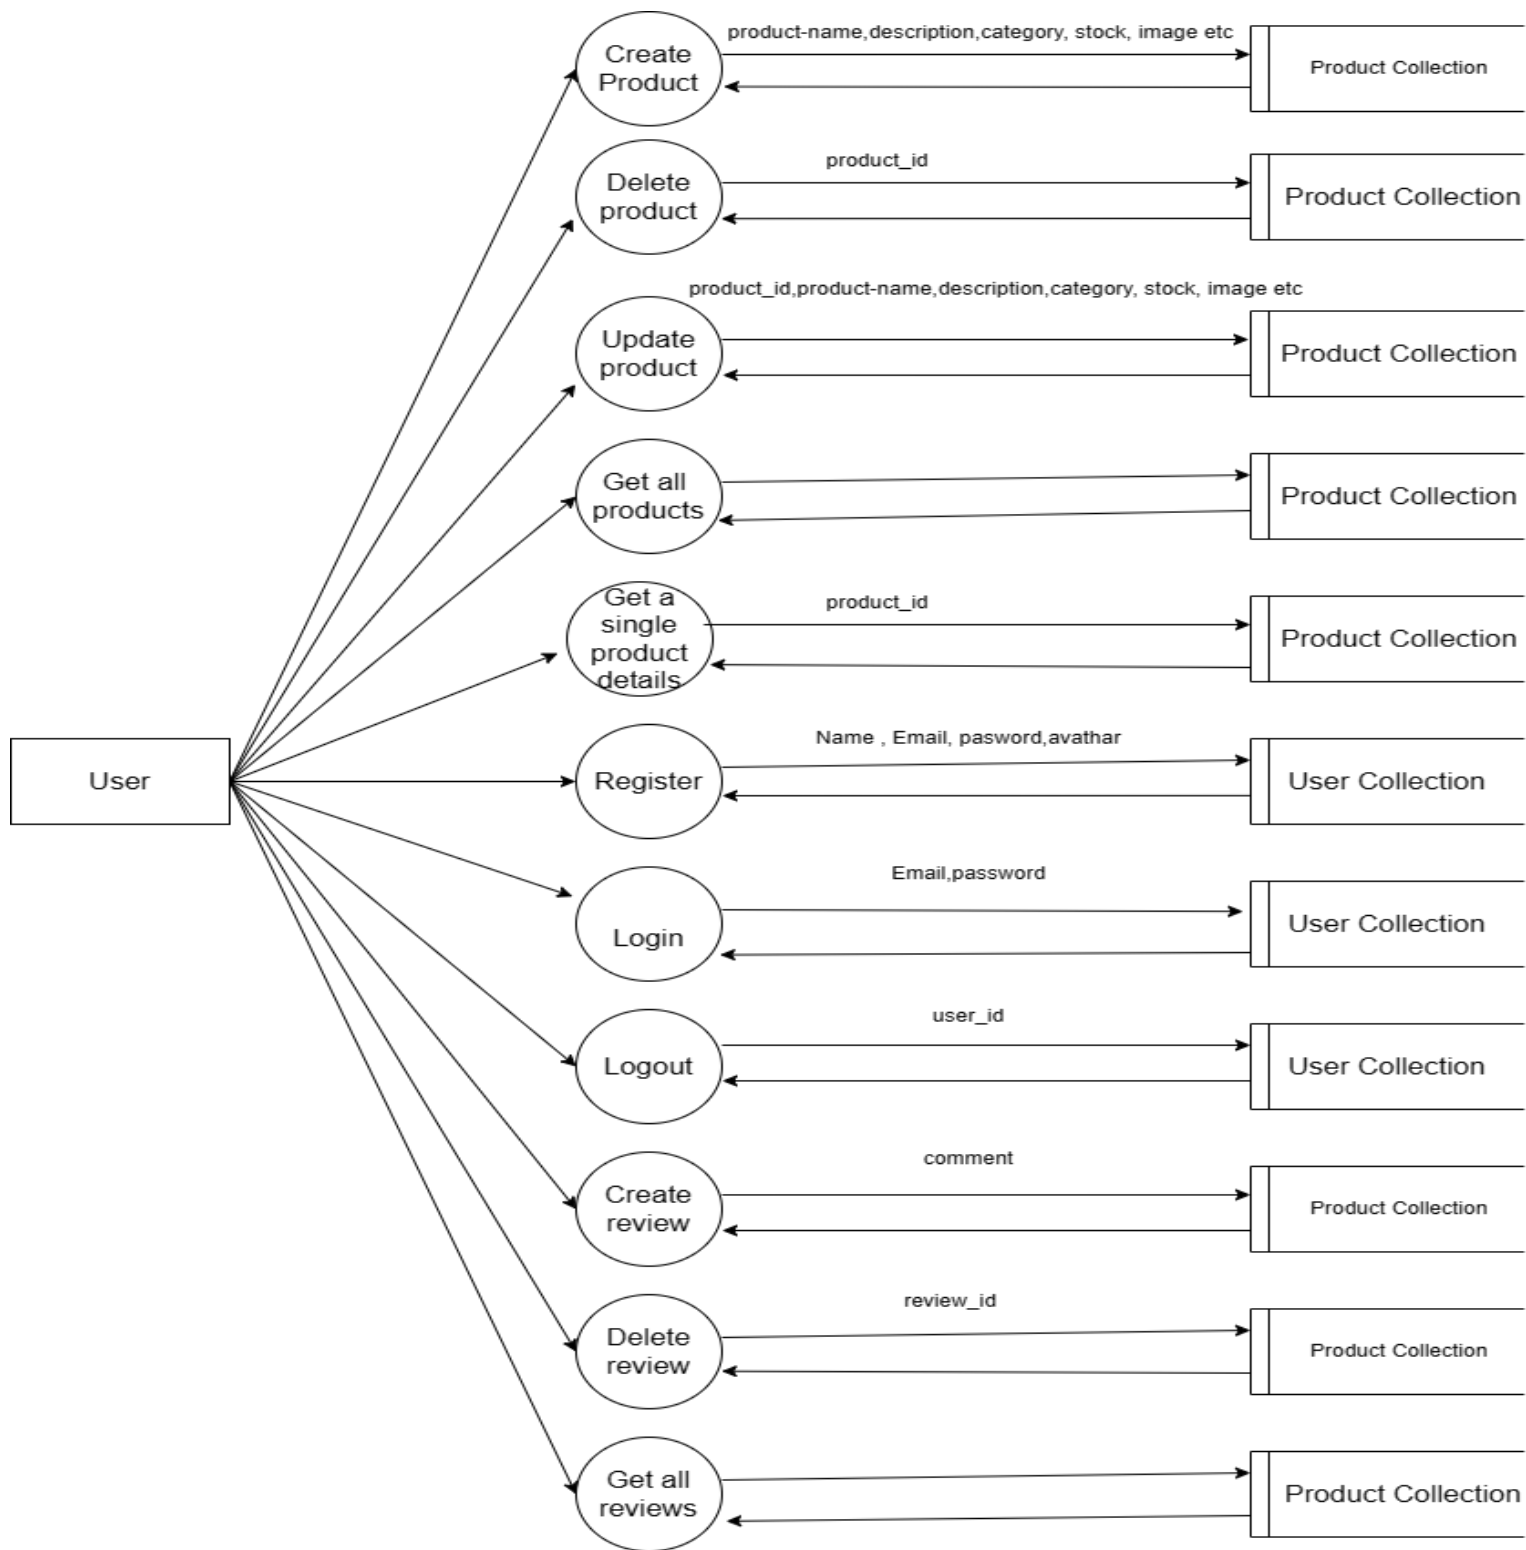 product-name,description,category, stock, image etc
Create
Product
Product Collection
product_id
Delete
product
Product Collection
product_id,product-name,description,category, stock, image etc
Update
product
Product Collection
Get all
products
Product Collection
Get a
single
product
details
product_id
Product Collection
User
Name , Email, pasword,avathar
Register
User Collection
Email,password
Login
User Collection
user_id
Logout
User Collection
comment
Create
review
Product Collection
review_id
Delete
review
Product Collection
Get all
reviews
Product Collection